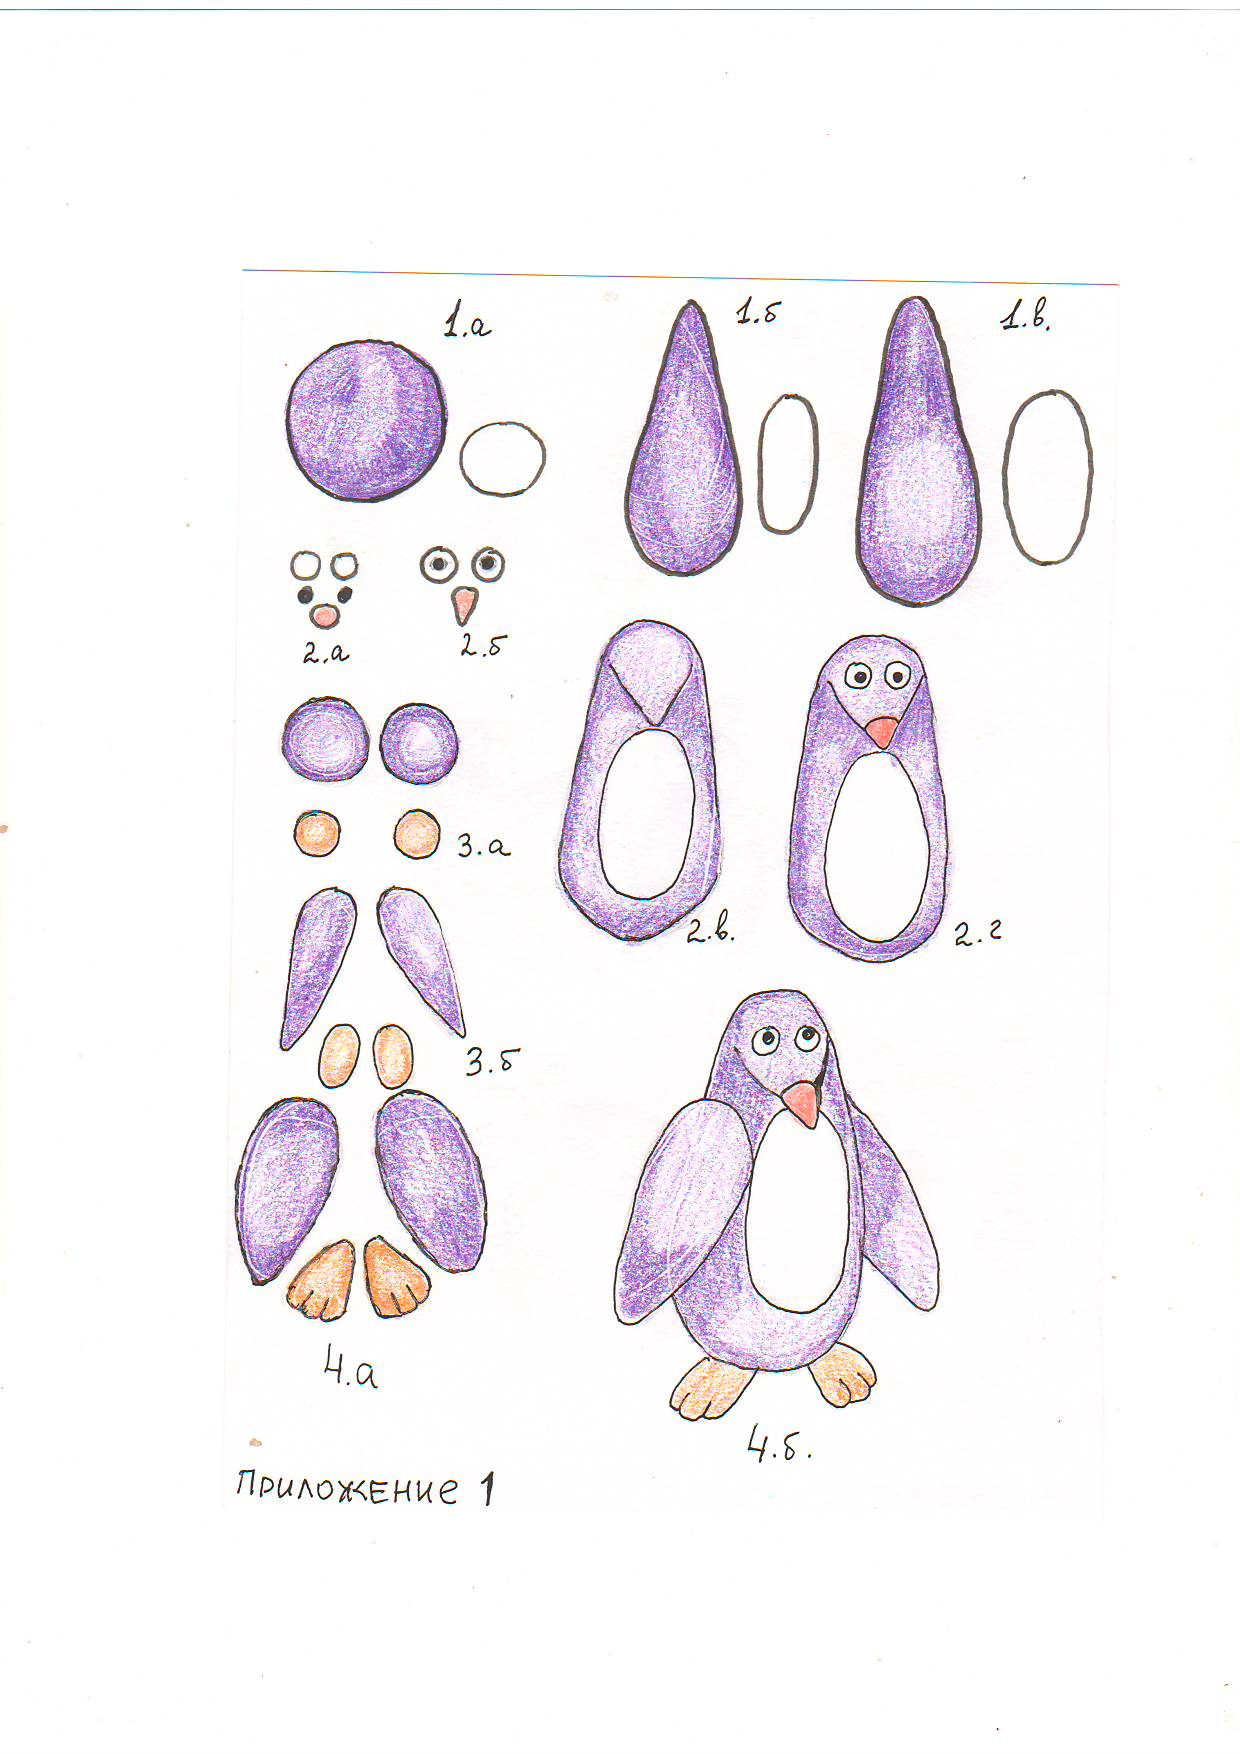 1.а
1.б
1.в.
2.а
2.б
3.а
2.в.
2.г
3.б
4.а
4.б.
Приложение 1